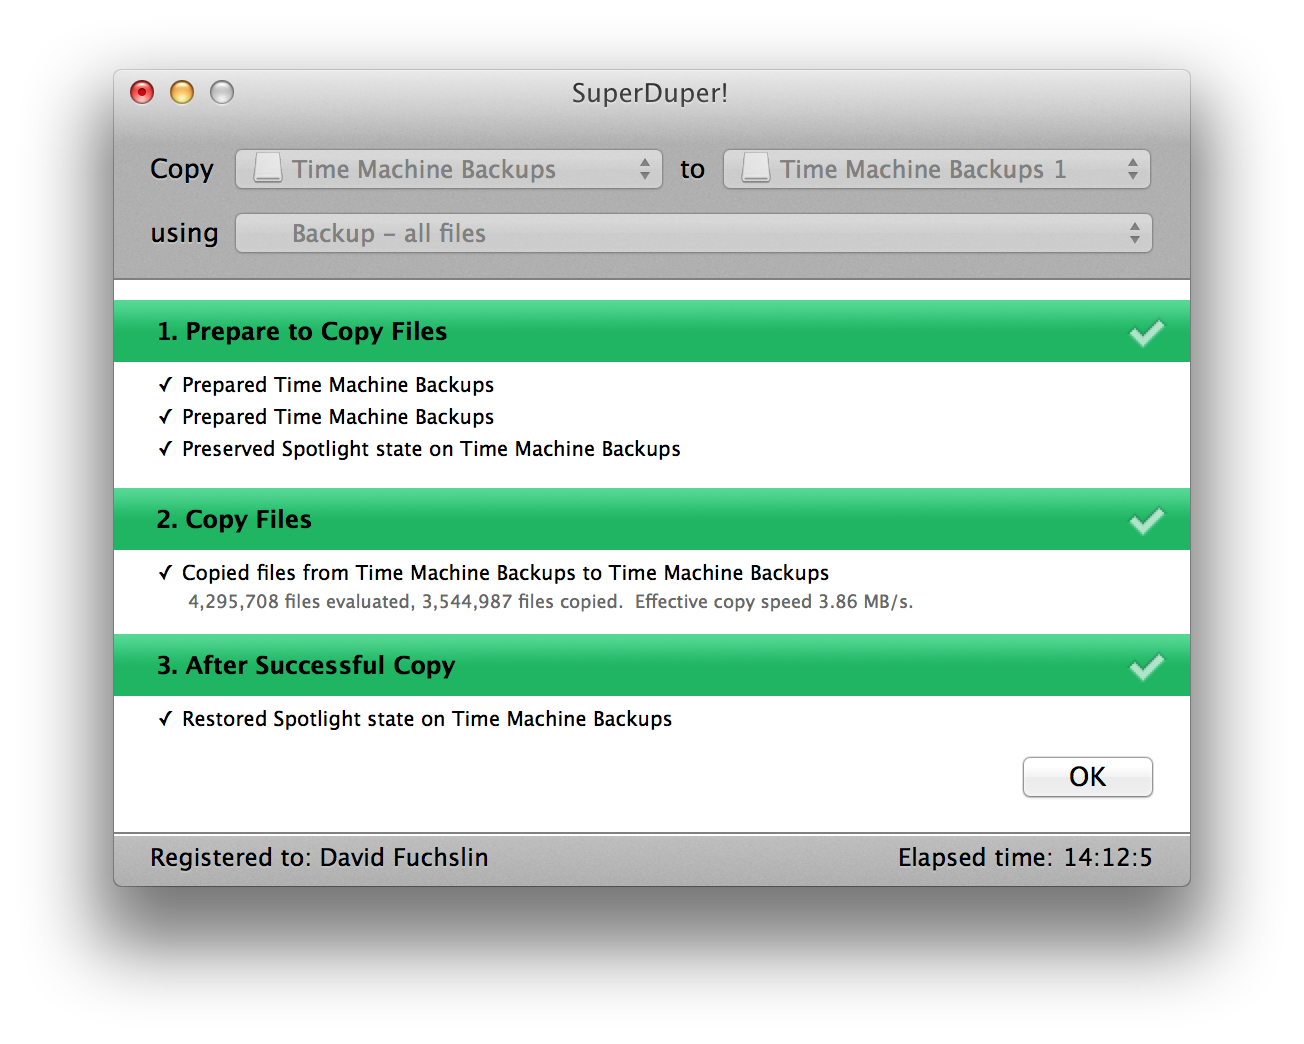 SuperDuper!
Copy Time Machine Backups to Time Machine Backups 1
using Backup – all files
1. Prepare to Copy Files
✓ Prepared Time Machine Backups
✓ Prepared Time Machine Backups
✓ Preserved Spotlight state on Time Machine Backups
2. Copy Files
✓ Copied files from Time Machine Backups to Time Machine Backups
4,295,708 files evaluated, 3,544,987 files copied.  Effective copy speed 3.86 MB/s.
3. After Successful Copy
✓ Restored Spotlight state on Time Machine Backups
OK
Registered to: David Fuchslin Elapsed time: 14:12:5